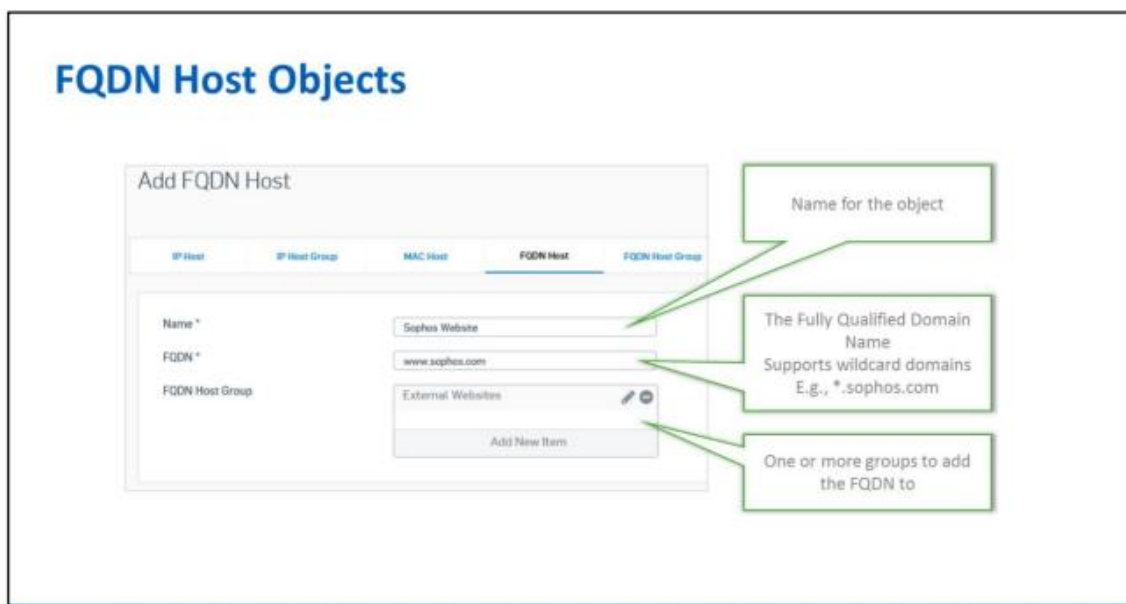 FQDN Host Objects
Add FQDN Host
IP Host
IP Host Group
MAC Host
FQDN Host
FQDN Host Group
Name *
Sophos Website
FQDN *
www.sophos.com
FQDN Host Group
External Websites
Add New Item
Name for the object
The Fully Qualified Domain
Name
Supports wildcard domains
E.g., *.sophos.com
One or more groups to add
the FQDN to